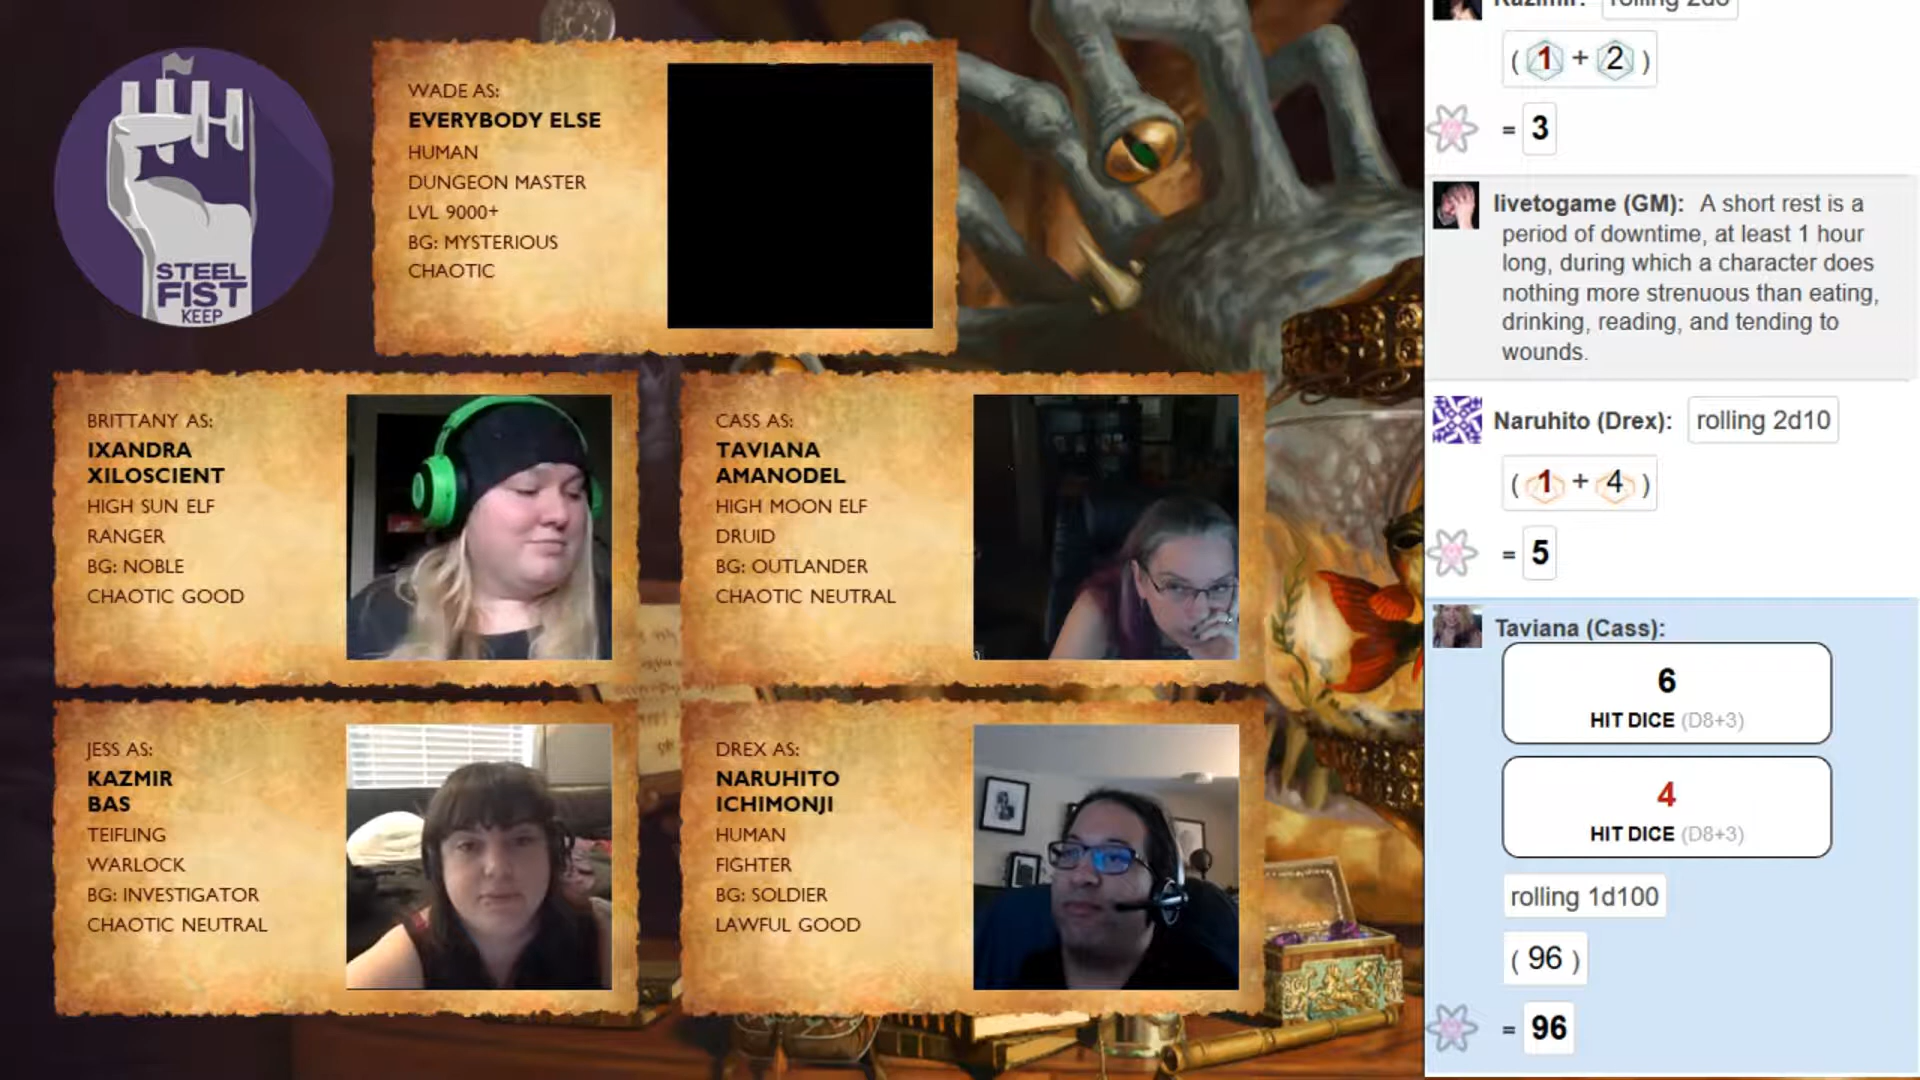 STEEL
FIST
KEEP
WADE AS:
EVERYBODY ELSE
HUMAN
DUNGEON MASTER
LVL 9000+
BG: MYSTERIOUS
CHAOTIC
BRITTANY AS:
IXANDRA
XILOSCIENT
HIGH SUN ELF
RANGER
BG: NOBLE
CHAOTIC GOOD
CASS AS:
TAVIANA
AMANODEL
HIGH MOON ELF
DRUID
BG: OUTLANDER
CHAOTIC NEUTRAL
JESS AS:
KAZMIR
BAS
TEIFLING
WARLOCK
BG: INVESTIGATOR
CHAOTIC NEUTRAL
DREX AS:
NARUHITO
ICHIMONJI
HUMAN
FIGHTER
BG: SOLDIER
LAWFUL GOOD
Kazimir: rolling
(1 + 2)
= 3
livetogame (GM): A short rest is a
period of downtime, at least 1 hour
long, during which a character does
nothing more strenuous than eating,
drinking, reading, and tending to
wounds.
Naruhito (Drex): rolling 2d10
(1 + 4)
= 5
Taviana (Cass):
6
HIT DICE (D8+3)
4
HIT DICE (D8+3)
rolling 1d100
(96)
= 96